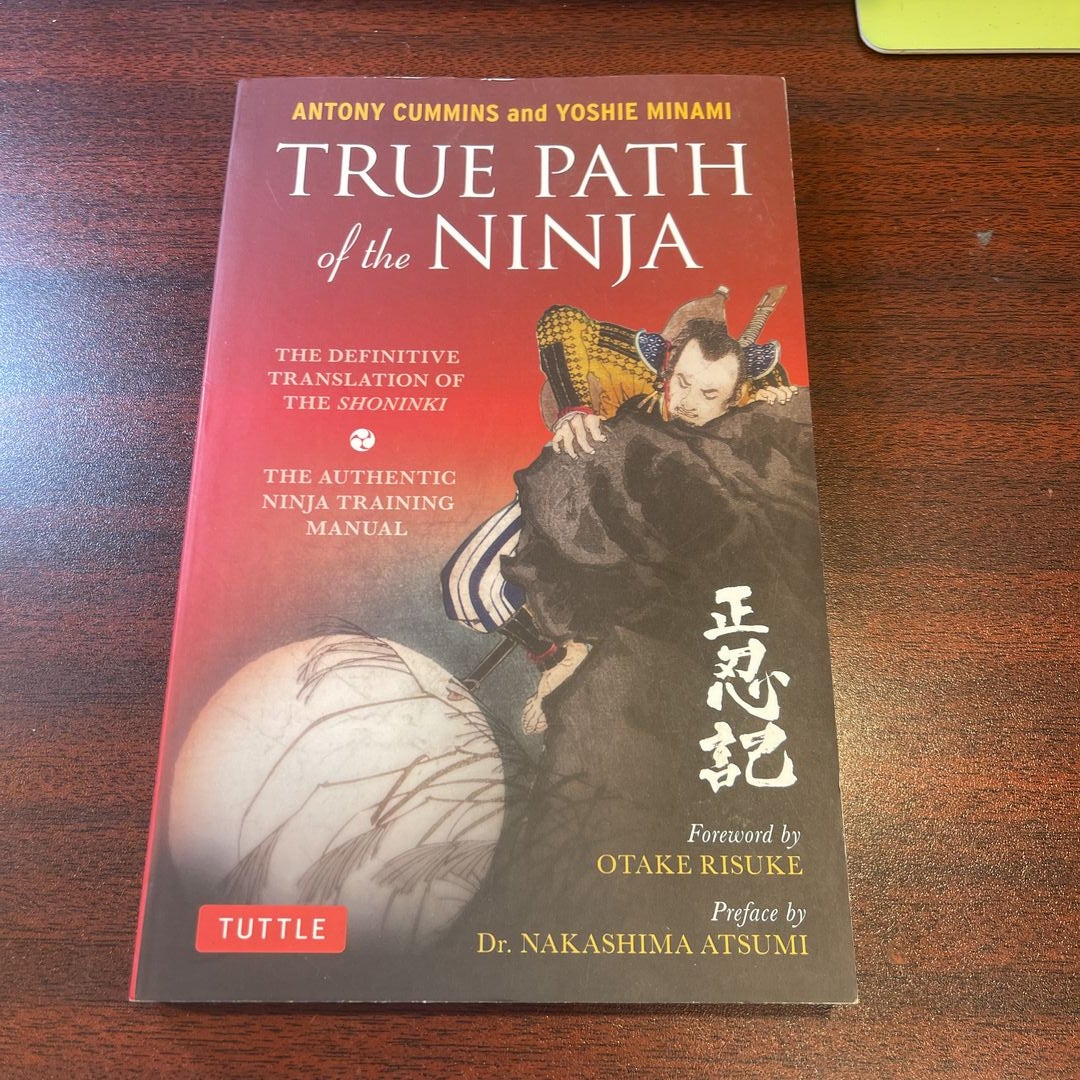 ANTONY CUMMINS and YOSHIE MINAMI
TRUE PATH
of the NINJA
THE DEFINITIVE
TRANSLATION OF
THE SHONINKI
THE AUTHENTIC
NINJA TRAINING
MANUAL
正忍記
Foreword by
OTAKE RISUKE
Preface by
Dr. NAKASHIMA ATSUMI
TUTTLE